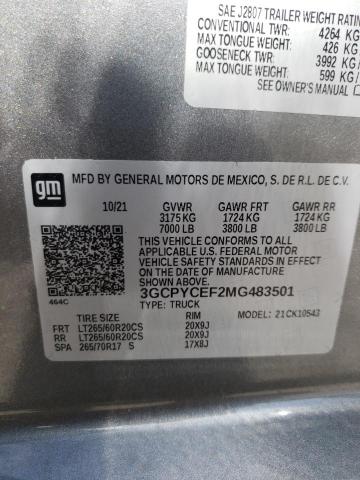 SAE J2807 TRAILER WEIGHT RATIN
CONVENTIONAL TWR: 4264 KG
MAX TONGUE WEIGHT: 426 KG
GOOSENECK TWR: 3992 KG
MAX TONGUE WEIGHT: 599 KG
SEE OWNER'S MANUAL
gm
MFD BY GENERAL MOTORS DE MEXICO, S. DE R.L. DE C.V.
10/21 GVWR GAWR FRT GAWR RR
3175 KG 1724 KG 1724 KG
7000 LB 3800 LB 3800 LB
THIS VEHICLE CONFORMS TO ALL
APPLICABLE U.S. FEDERAL MOTOR
VEHICLE SAFETY STANDARDS IN
EFFECT ON THE DATE OF
MANUFACTURE SHOWN ABOVE.
3GCPYCEF2MG483501
464C
TYPE: TRUCK
TIRE SIZE RIM MODEL: 21CK10543
FRT LT265/60R20CS 20X9J
RR LT265/60R20CS 20X9J
SPA 265/70R17 S 17X8J